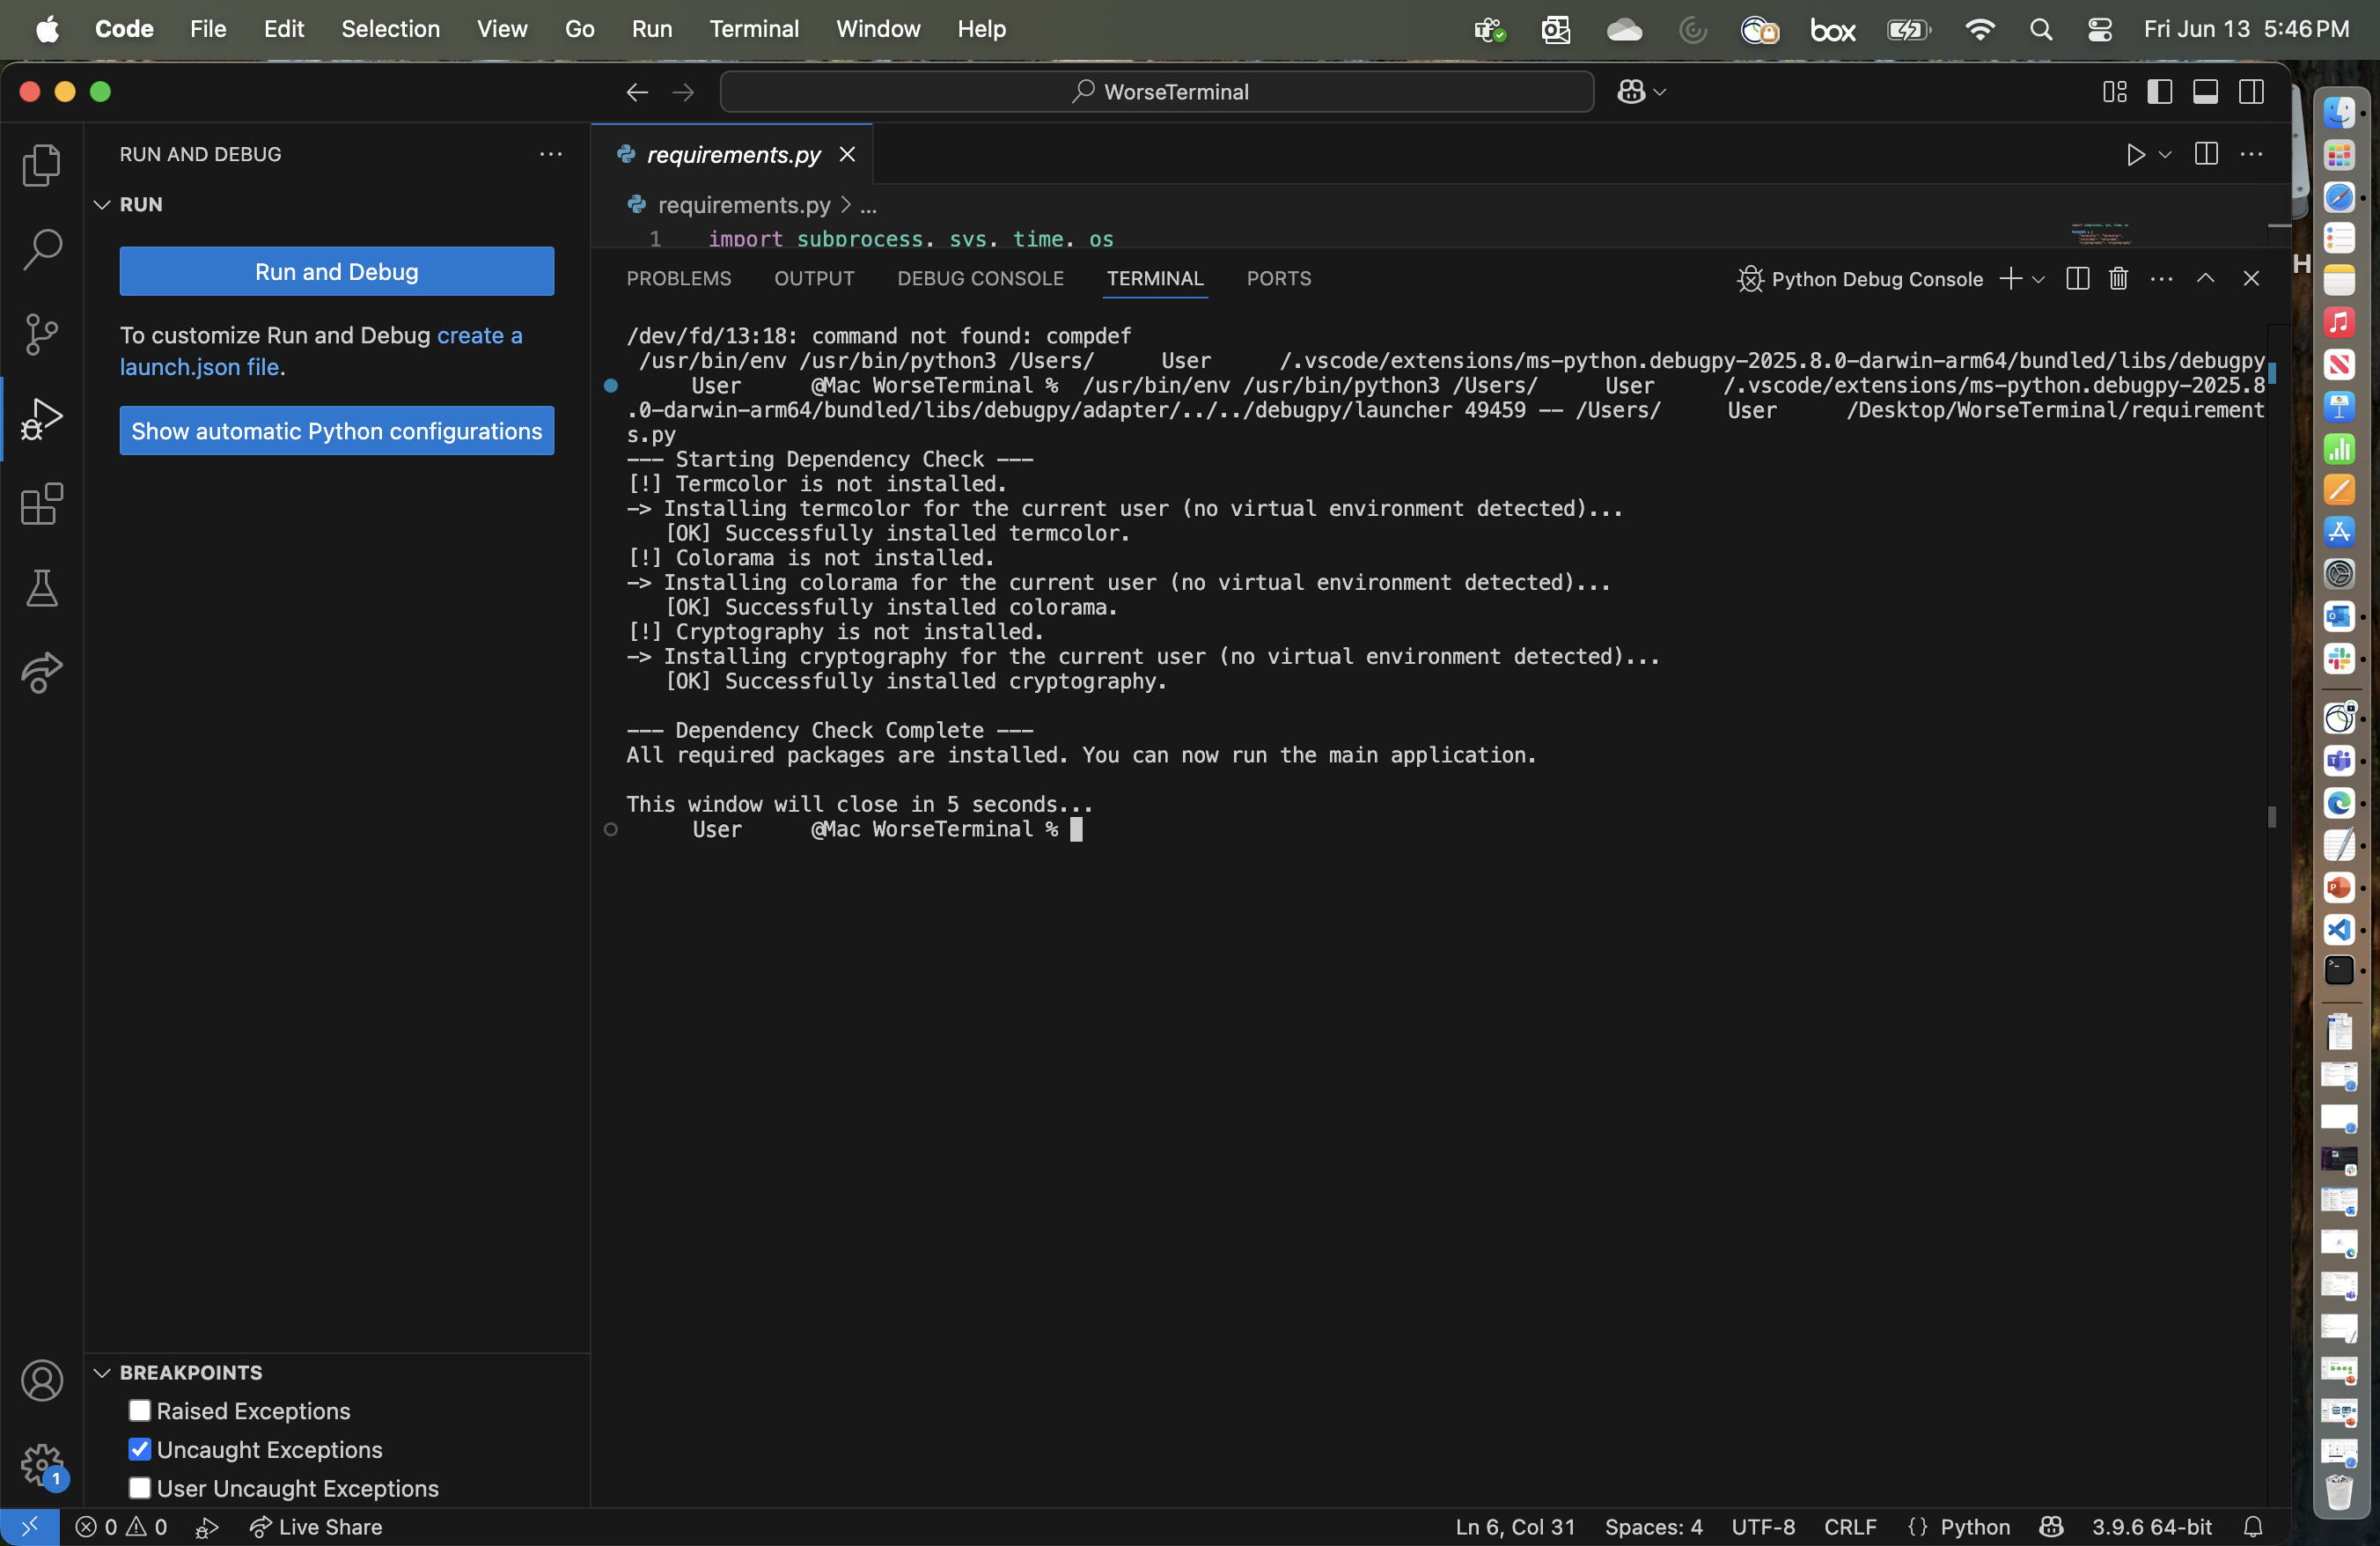 Code File Edit Selection View Go Run Terminal Window Help box Fri Jun 13 5:46 PM
WorseTerminal
RUN AND DEBUG
RUN
Run and Debug
To customize Run and Debug create a
launch.json file.
Show automatic Python configurations
requirements.py
requirements.py > ...
1 import subprocess, sys, time, os
PROBLEMS OUTPUT DEBUG CONSOLE TERMINAL PORTS Python Debug Console
/dev/fd/13:18: command not found: compdef
/usr/bin/env /usr/bin/python3 /Users/ User /.vscode/extensions/ms-python.debugpy-2025.8.0-darwin-arm64/bundled/libs/debugpy
User @Mac WorseTerminal % /usr/bin/env /usr/bin/python3 /Users/ User /.vscode/extensions/ms-python.debugpy-2025.8
.0-darwin-arm64/bundled/libs/debugpy/adapter/../../debugpy/launcher 49459 -- /Users/ User /Desktop/WorseTerminal/requirement
s.py
--- Starting Dependency Check ---
[!] Termcolor is not installed.
-> Installing termcolor for the current user (no virtual environment detected)...
[OK] Successfully installed termcolor.
[!] Colorama is not installed.
-> Installing colorama for the current user (no virtual environment detected)...
[OK] Successfully installed colorama.
[!] Cryptography is not installed.
-> Installing cryptography for the current user (no virtual environment detected)...
[OK] Successfully installed cryptography.
--- Dependency Check Complete ---
All required packages are installed. You can now run the main application.
This window will close in 5 seconds...
User @Mac WorseTerminal %
H
BREAKPOINTS
Raised Exceptions
Uncaught Exceptions
User Uncaught Exceptions
1
0 0 Live Share Ln 6, Col 31 Spaces: 4 UTF-8 CRLF {} Python 3.9.6 64-bit